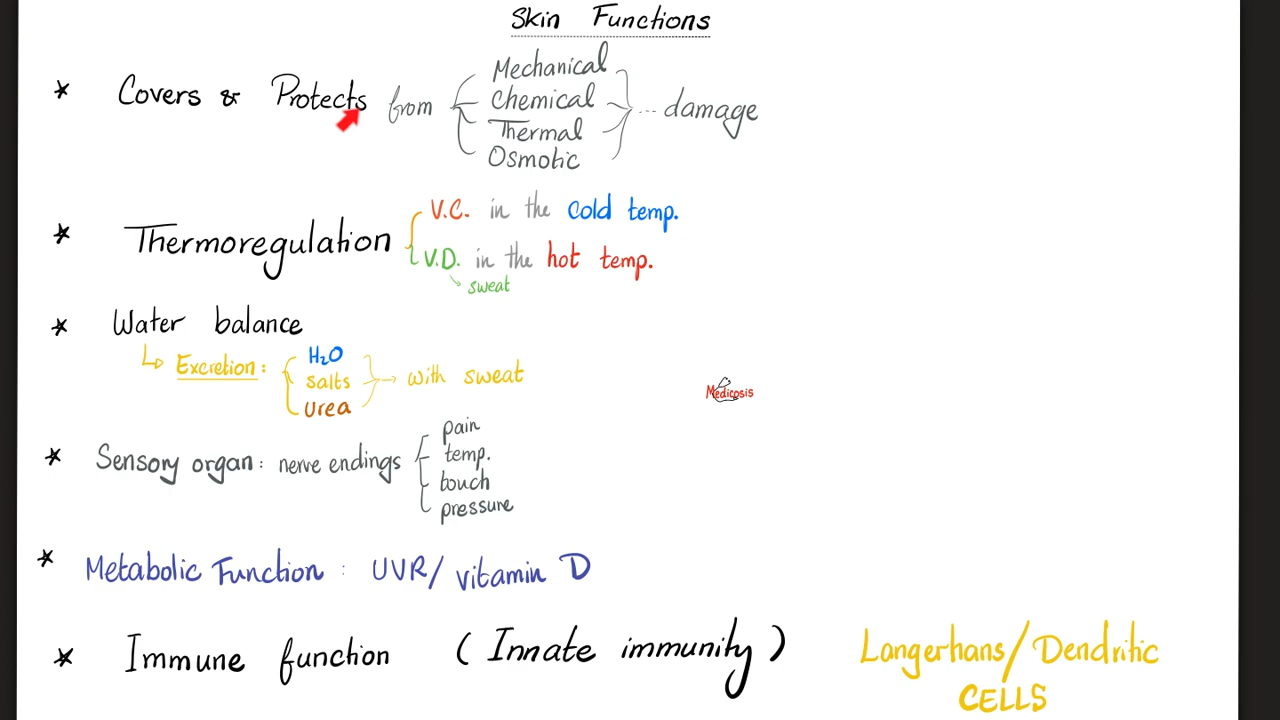 Skin Functions
* Covers & Protects from Mechanical Chemical Thermal Osmotic ... damage
* Thermoregulation V.C. in the cold temp.
V.D. in the hot temp.
sweat
* Water balance
Excretion: H₂O salts urea → with sweat
Medicosis
* Sensory organ: nerve endings pain temp. touch pressure
* Metabolic Function: UVR/ vitamin D
* Immune function (Innate immunity) Langerhans/Dendritic
CELLS